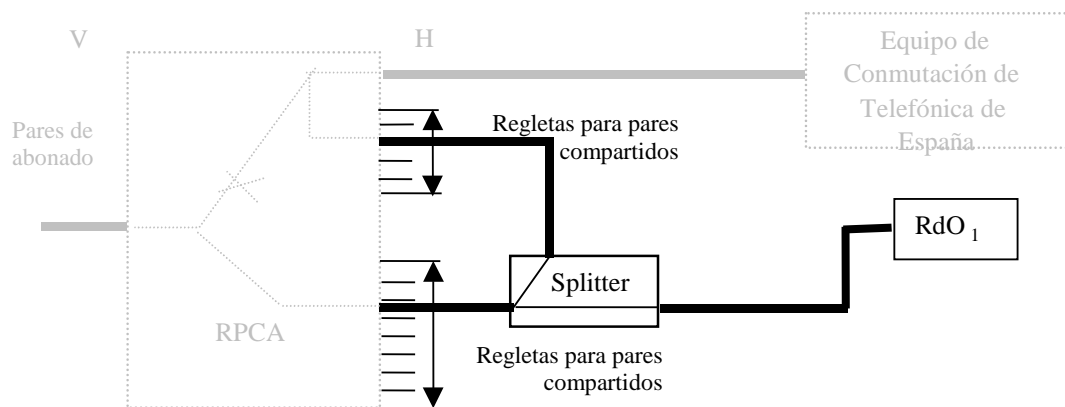 V
H
Equipo de
Conmutación de
Telefónica de
España
Pares de
abonado
Regletas para pares
compartidos
RdO 1
Splitter
RPCA
Regletas para pares
compartidos